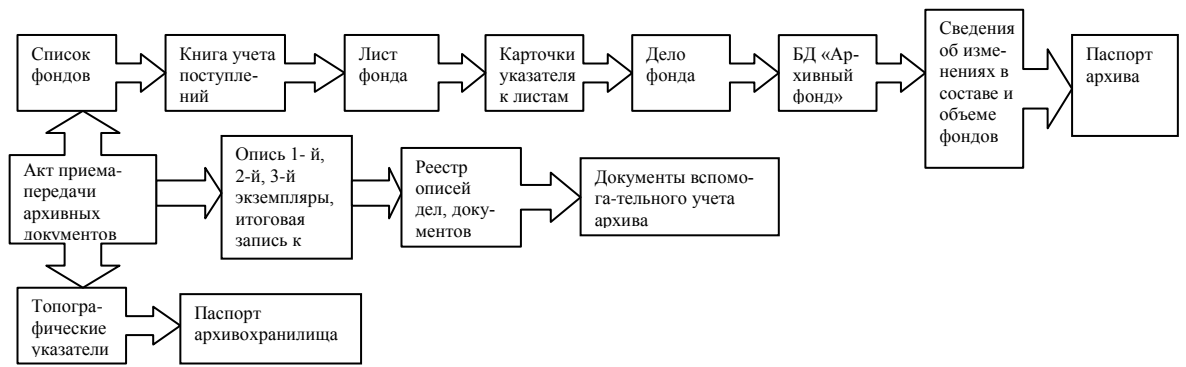 Список
фондов
Книга учета
поступле-
ний
Лист
фонда
Карточки
указателя
к листам
Дело
фонда
БД «Ар-
хивный
фонд»
Сведения
об изме-
нениях в
составе и
объеме
фондов
Паспорт
архива
Акт приема-
передачи
архивных
документов
Опись 1- й,
2-й, 3-й
экземпляры,
итоговая
запись к
Реестр
описей
дел, доку-
ментов
Документы вспомо-
га-тельного учета
архива
Топогра-
фические
указатели
Паспорт
архивохранилища